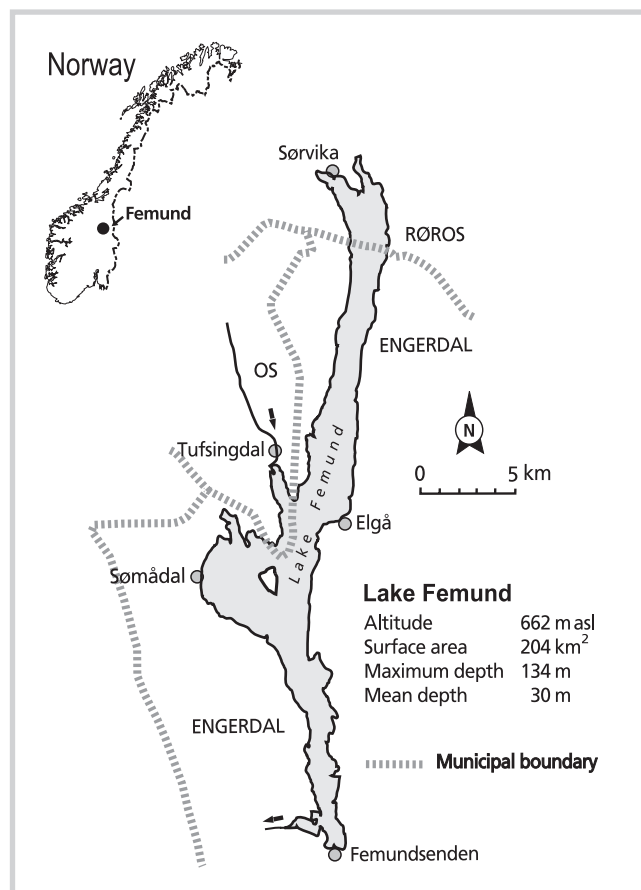 Norway
Femund
Sørvika
RØROS
ENGERDAL
OS
N
Tufsingdal
0 5 km
Lake Femund
Elgå
Sømådal
Lake Femund
Altitude 662 m asl
Surface area 204 km²
Maximum depth 134 m
Mean depth 30 m
ENGERDAL
Municipal boundary
Femundsenden